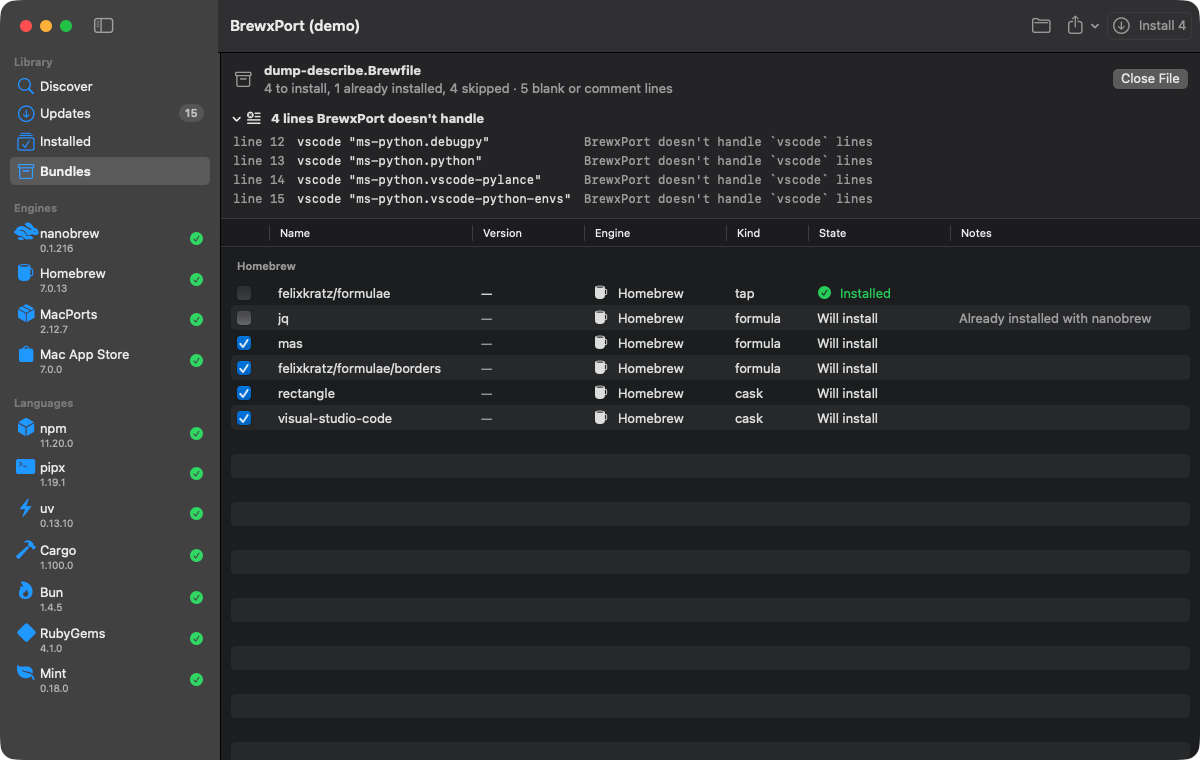 BrewxPort (demo)
Install 4
Library
Discover
Updates 15
Installed
Bundles
Engines
nanobrew
0.1.216
Homebrew
7.0.13
MacPorts
2.12.7
Mac App Store
7.0.0
Languages
npm
11.20.0
pipx
1.19.1
uv
0.13.10
Cargo
1.100.0
Bun
1.4.5
RubyGems
4.1.0
Mint
0.18.0
dump-describe.Brewfile
4 to install, 1 already installed, 4 skipped · 5 blank or comment lines
Close File
4 lines BrewxPort doesn't handle
line 12 vscode "ms-python.debugpy" BrewxPort doesn't handle `vscode` lines
line 13 vscode "ms-python.python" BrewxPort doesn't handle `vscode` lines
line 14 vscode "ms-python.vscode-pylance" BrewxPort doesn't handle `vscode` lines
line 15 vscode "ms-python.vscode-python-envs" BrewxPort doesn't handle `vscode` lines
Name Version Engine Kind State Notes
Homebrew
felixkratz/formulae — Homebrew tap Installed
jq — Homebrew formula Will install Already installed with nanobrew
mas — Homebrew formula Will install
felixkratz/formulae/borders — Homebrew formula Will install
rectangle — Homebrew cask Will install
visual-studio-code — Homebrew cask Will install